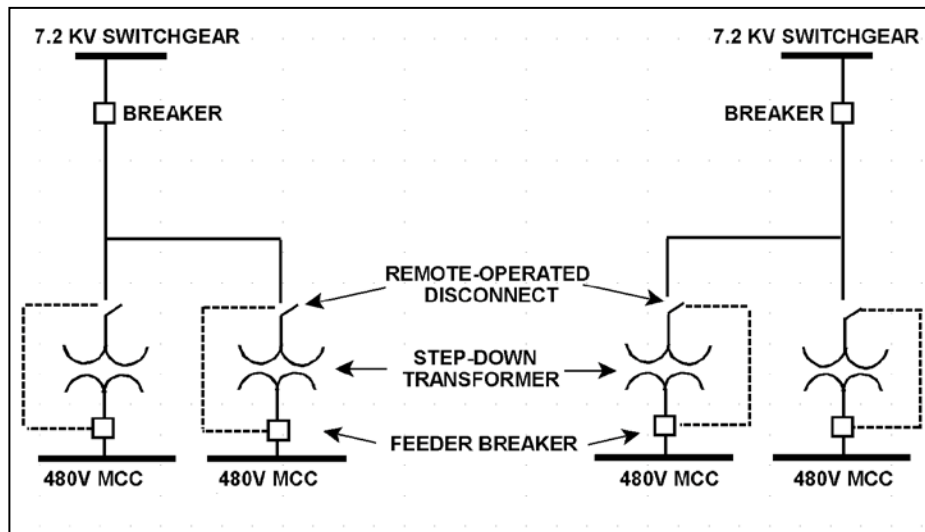 7.2 KV SWITCHGEAR
7.2 KV SWITCHGEAR
BREAKER
BREAKER
REMOTE-OPERATED
DISCONNECT
STEP-DOWN
TRANSFORMER
FEEDER BREAKER
480V MCC
480V MCC
480V MCC
480V MCC